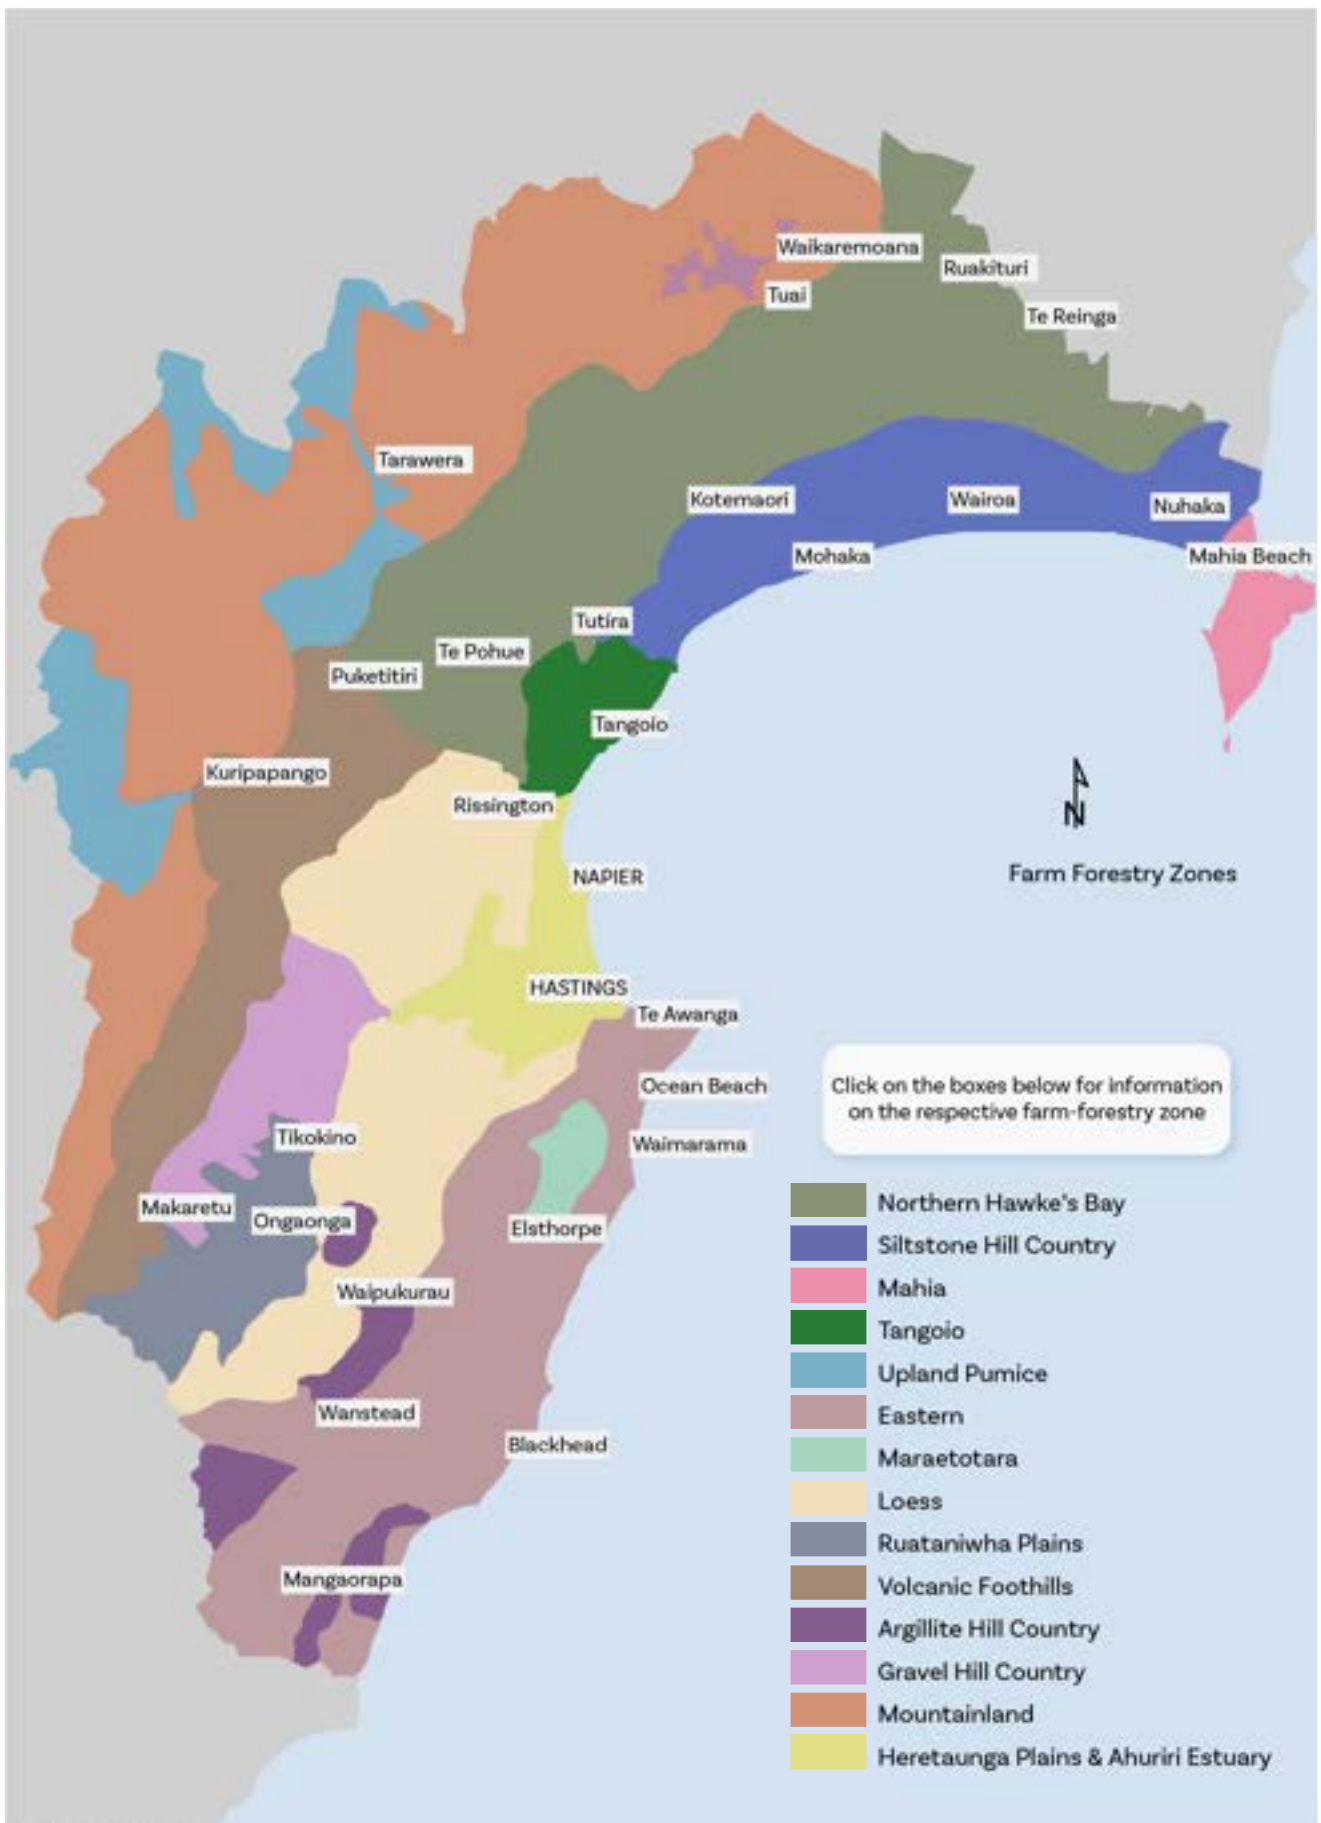 Waikaremoana
Ruakituri
Tuai
Te Reinga
Tarawera
Kotemaori
Wairoa
Nuhaka
Mohaka
Mahia Beach
Tutira
Te Pohue
Puketitiri
Tangoio
Kuripapango
Rissington
N
Farm Forestry Zones
NAPIER
HASTINGS
Te Awanga
Ocean Beach
Click on the boxes below for information
on the respective farm-forestry zone
Tikokino
Waimarama
Makaretu
Ongaonga
Elsthorpe
Waipukurau
Wanstead
Blackhead
Mangaorapa
Northern Hawke's Bay
Siltstone Hill Country
Mahia
Tangoio
Upland Pumice
Eastern
Maraetotara
Loess
Ruataniwha Plains
Volcanic Foothills
Argillite Hill Country
Gravel Hill Country
Mountainland
Heretaunga Plains & Ahuriri Estuary